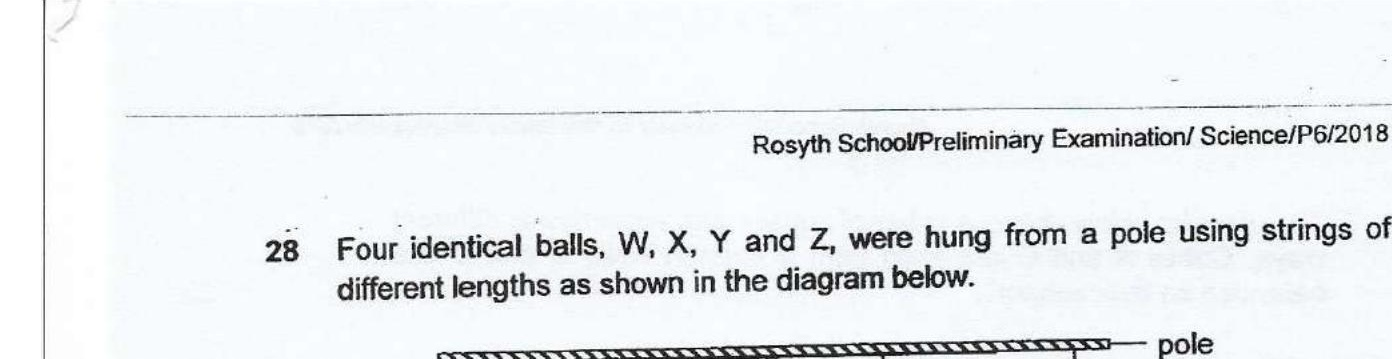 Rosyth School/Preliminary Examination/ Science/P6/2018
28 Four identical balls, W, X, Y and Z, were hung from a pole using strings of
different lengths as shown in the diagram below.
pole